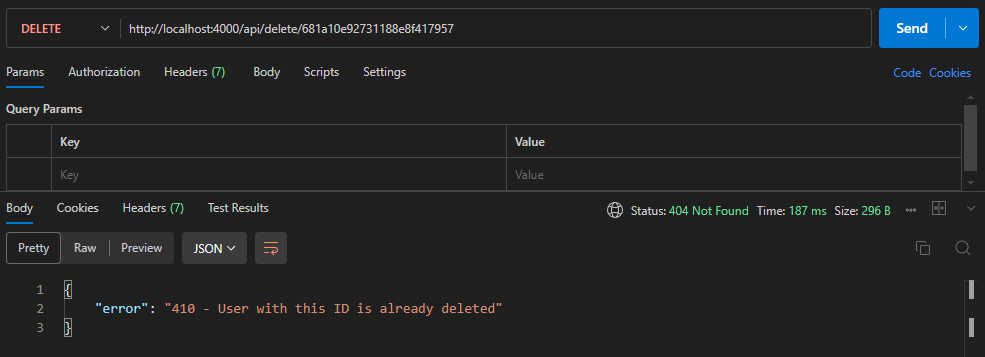 DELETE http://localhost:4000/api/delete/681a10e92731188e8f417957 Send
Params Authorization Headers (7) Body Scripts Settings Code Cookies
Query Params
Key Value
Key Value
Body Cookies Headers (7) Test Results Status: 404 Not Found Time: 187 ms Size: 296 B
Pretty Raw Preview JSON
1 {
2 "error": "410 - User with this ID is already deleted"
3 }